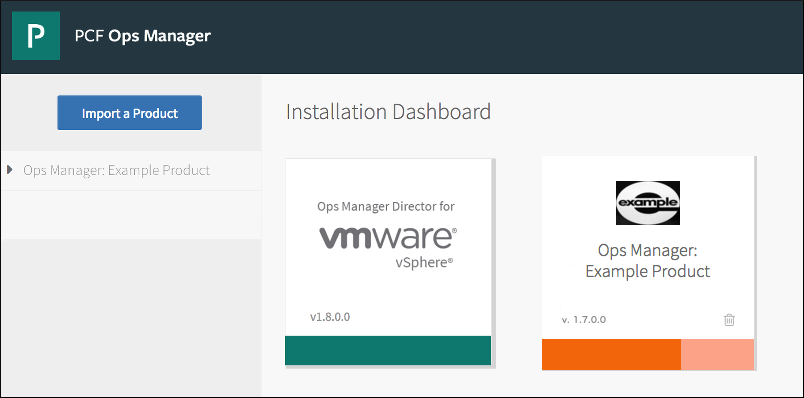 P
PCF Ops Manager
Import a Product
Ops Manager: Example Product
Installation Dashboard
Ops Manager Director for
vmware®
vSphere®
v1.8.0.0
example
Ops Manager:
Example Product
v. 1.7.0.0